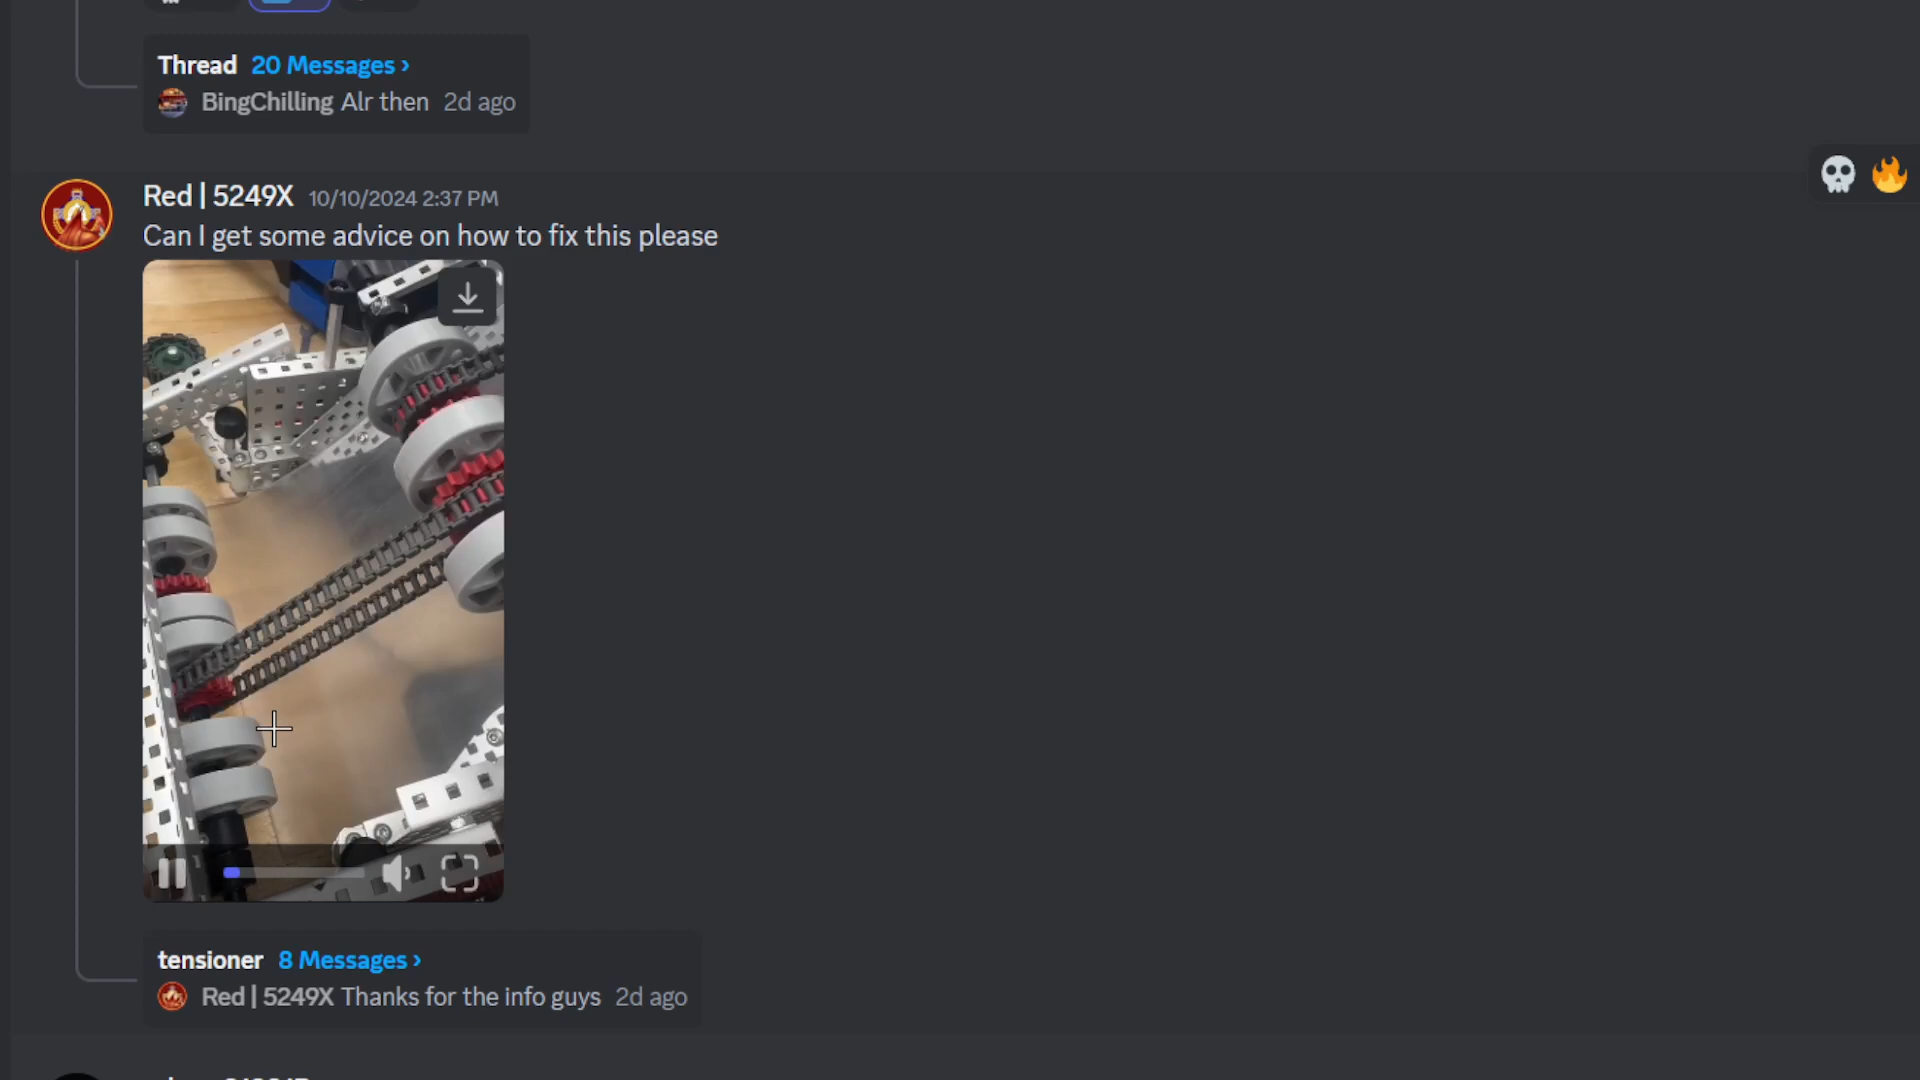 Thread 20 Messages ›
BingChilling Alr then 2d ago
Red | 5249X 10/10/2024 2:37 PM
Can I get some advice on how to fix this please
tensioner 8 Messages ›
Red | 5249X Thanks for the info guys 2d ago